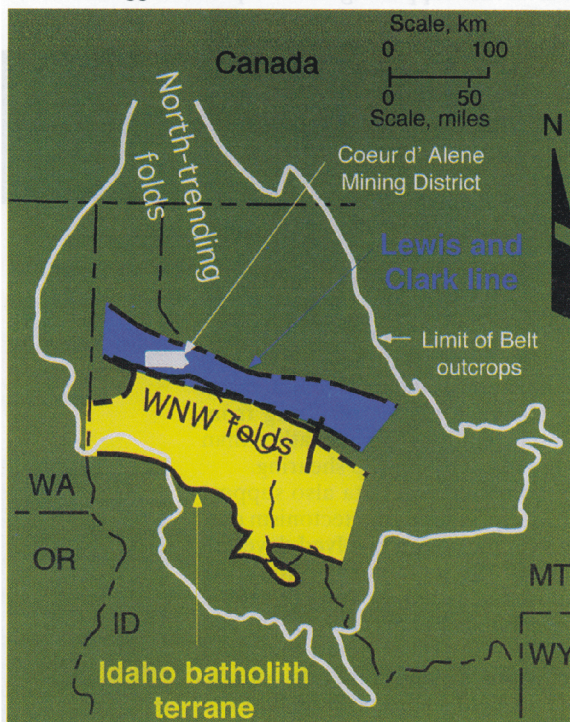 Scale, km
0 100
0 50
Scale, miles
Canada
N
North-trending
folds
Coeur d' Alene
Mining District
Lewis and
Clark line
Limit of Belt
outcrops
WNW folds
WA
OR
ID
MT
WY
Idaho batholith
terrane